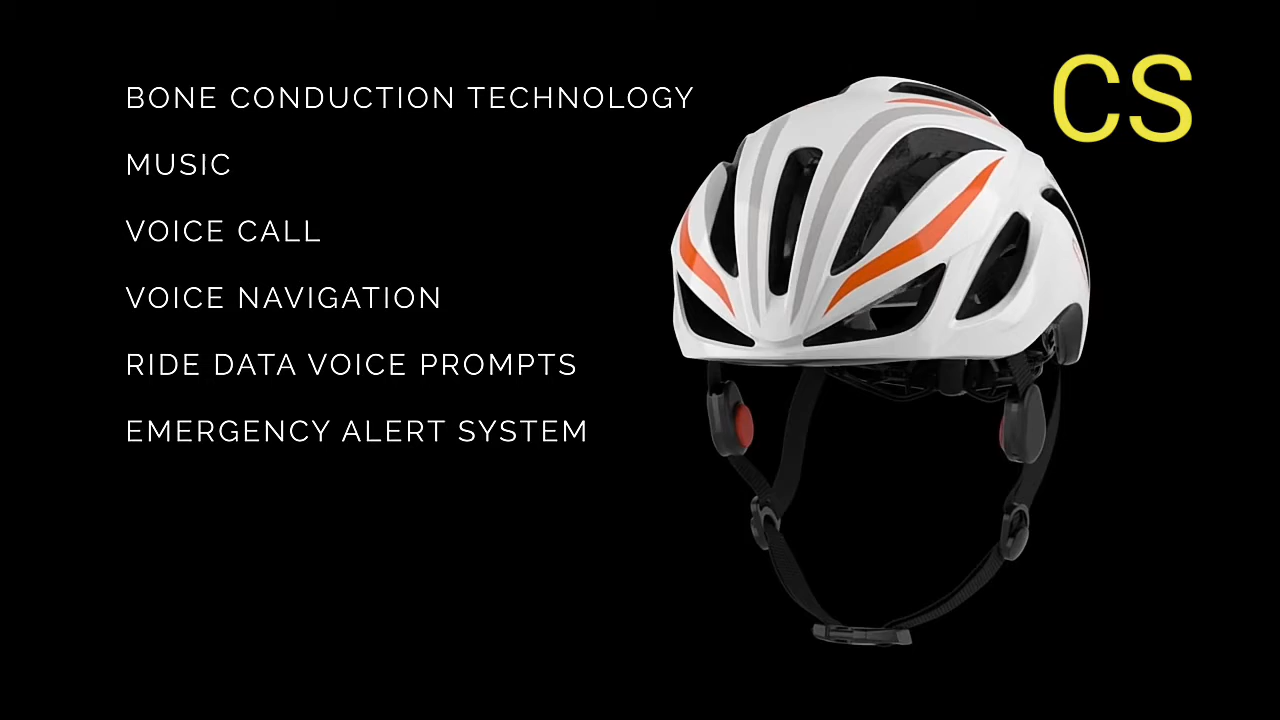 BONE CONDUCTION TECHNOLOGY
CS
MUSIC
VOICE CALL
VOICE NAVIGATION
RIDE DATA VOICE PROMPTS
EMERGENCY ALERT SYSTEM